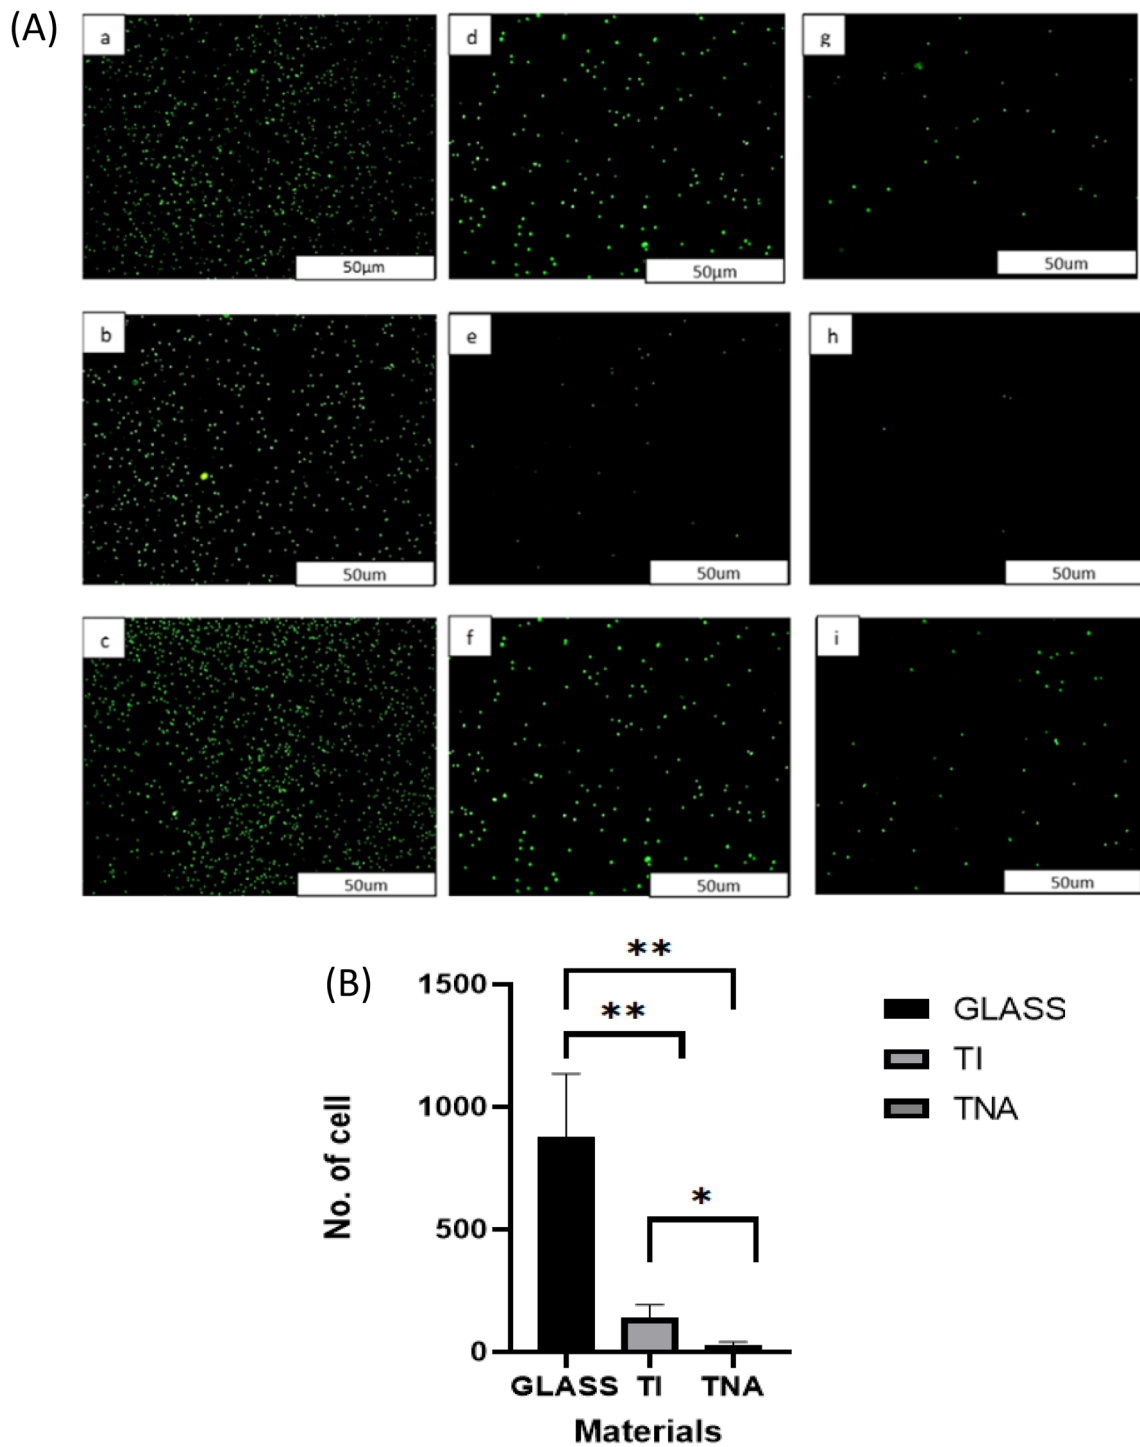 (A)
a
d
g
50µm
50µm
50um
b
e
h
50um
50um
50um
c
f
i
50um
50um
50um
(B)
**
**
*
1500
1000
500
0
No. of cell
GLASS TI TNA
Materials
GLASS
TI
TNA